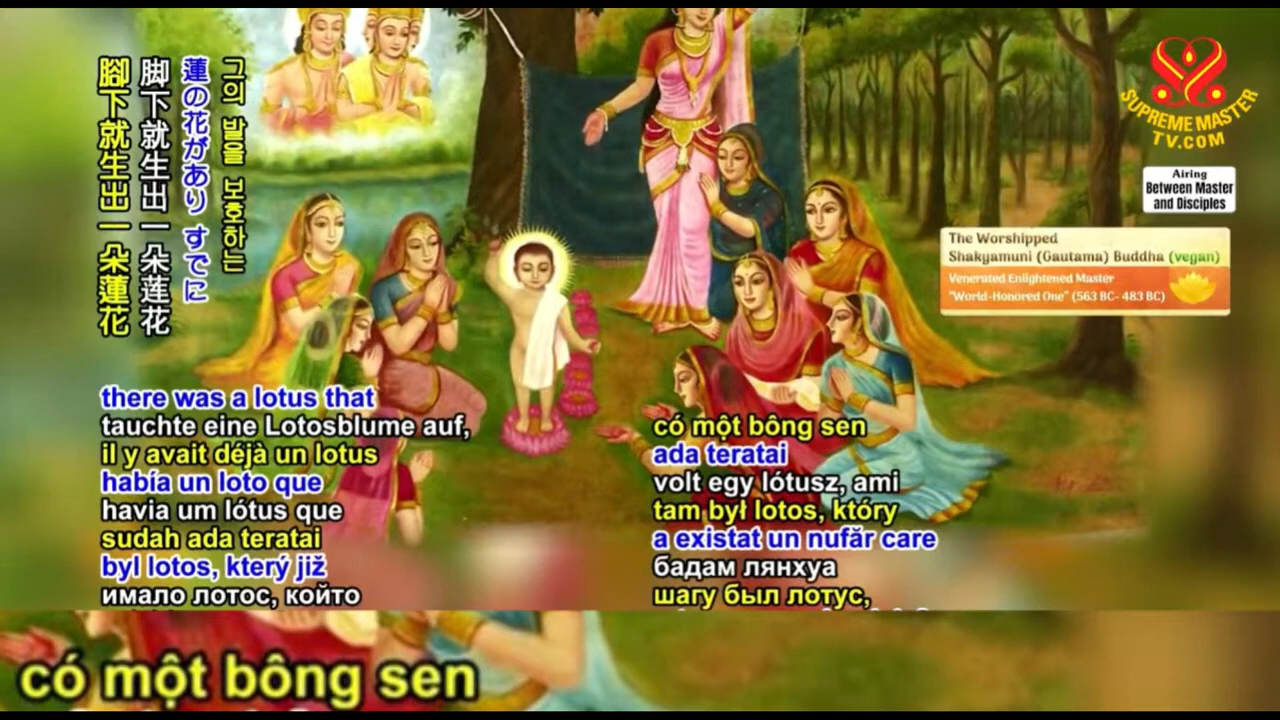 腳下就生出一朵蓮花
脚下就生出一朵莲花
蓮の花があり すでに
그의 발을 보호하는
SUPREME MASTER
TV.COM
Airing
Between Master
and Disciples
The Worshipped
Shakyamuni (Gautama) Buddha (vegan)
Venerated Enlightened Master
"World-Honored One" (563 BC- 483 BC)
there was a lotus that
tauchte eine Lotosblume auf,
il y avait déjà un lotus
había un loto que
havia um lótus que
sudah ada teratai
byl lotos, který již
имало лотос, който
có một bông sen
ada teratai
volt egy lótusz, ami
tam był lotos, który
a existat un nufăr care
бадам лянхуа
шагу был лотус,
có một bông sen